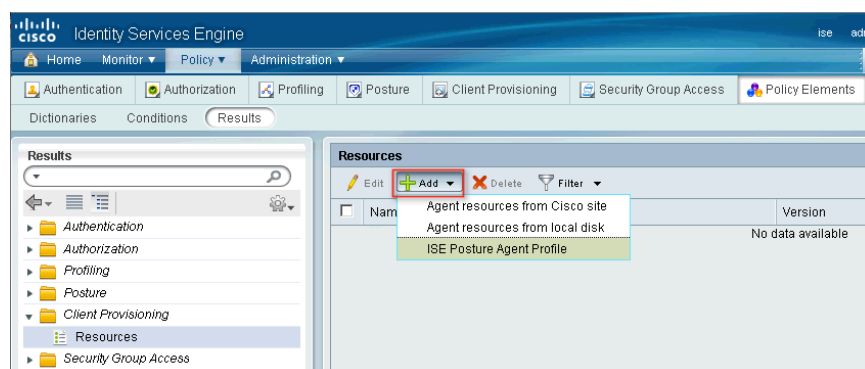 CISCO Identity Services Engine ise
Home Monitor Policy Administration
Authentication Authorization Profiling Posture Client Provisioning Security Group Access Policy Elements
Dictionaries Conditions Results
Results
Resources
Edit Add Delete Filter
Agent resources from Cisco site
Version
Agent resources from local disk
No data available
ISE Posture Agent Profile
Authentication
Authorization
Profiling
Posture
Client Provisioning
Resources
Security Group Access